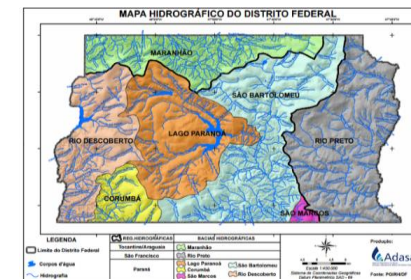 MAPA HIDROGRÁFICO DO DISTRITO FEDERAL
MARANHÃO
SÃO BARTOLOMEU
RIO DESCOBERTO
LAGO PARANOÁ
RIO PRETO
CORUMBÁ
SÃO MARCOS
LEGENDA
Limite do Distrito Federal
Corpos d'água
Hidrografia
REG. HIDROGRÁFICAS
Tocantins/Araguaia
São Francisco
Paraná
BACIAS HIDROGRÁFICAS
Maranhão
Rio Preto
Lago Paranoá
Corumbá
São Marcos
São Bartolomeu
Rio Descoberto
Produção:
Adasa